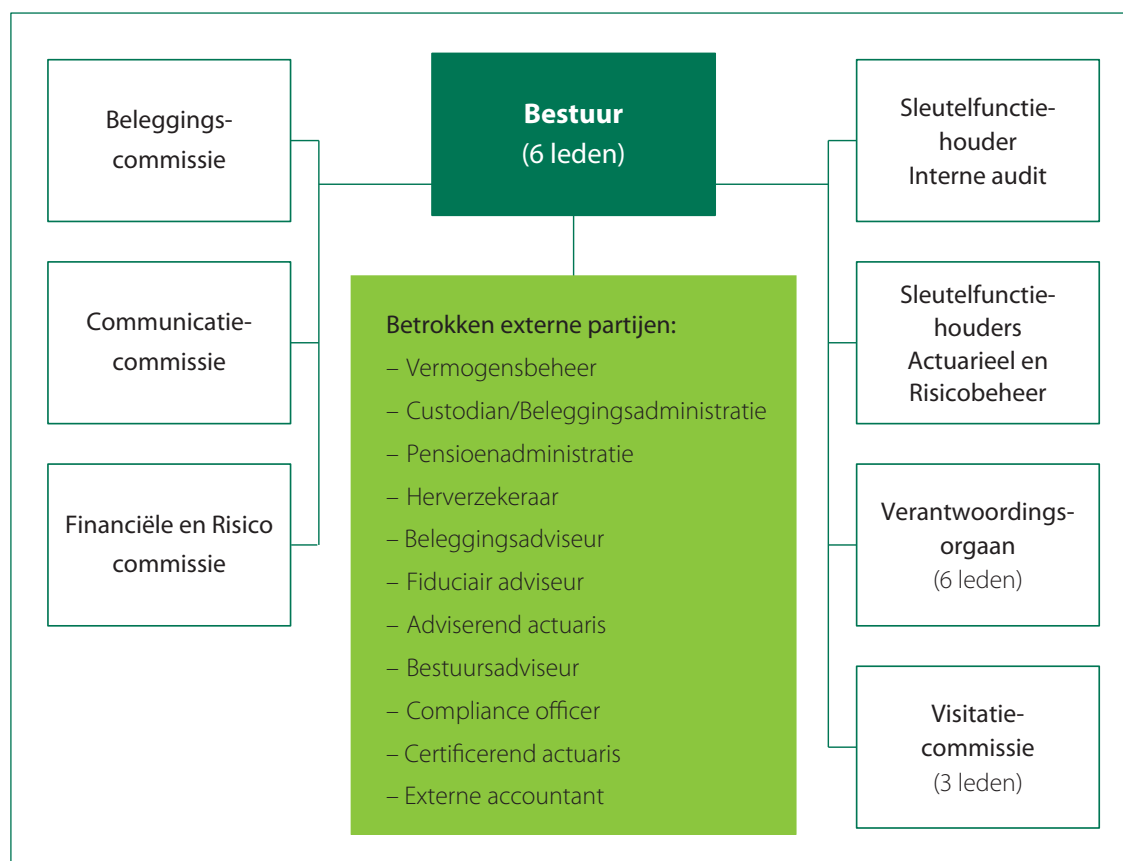 Beleggings-
commissie
Communicatie-
commissie
Financiële en Risico
commissie
Bestuur
(6 leden)
Betrokken externe partijen:
– Vermogensbeheer
– Custodian/Beleggingsadministratie
– Pensioenadministratie
– Herverzekeraar
– Beleggingsadviseur
– Fiduciair adviseur
– Adviserend actuaris
– Bestuursadviseur
– Compliance officer
– Certificerend actuaris
– Externe accountant
Sleutelfunctie-
houder
Interne audit
Sleutelfunctie-
houders
Actuarieel en
Risicobeheer
Verantwoordings-
orgaan
(6 leden)
Visitatie-
commissie
(3 leden)